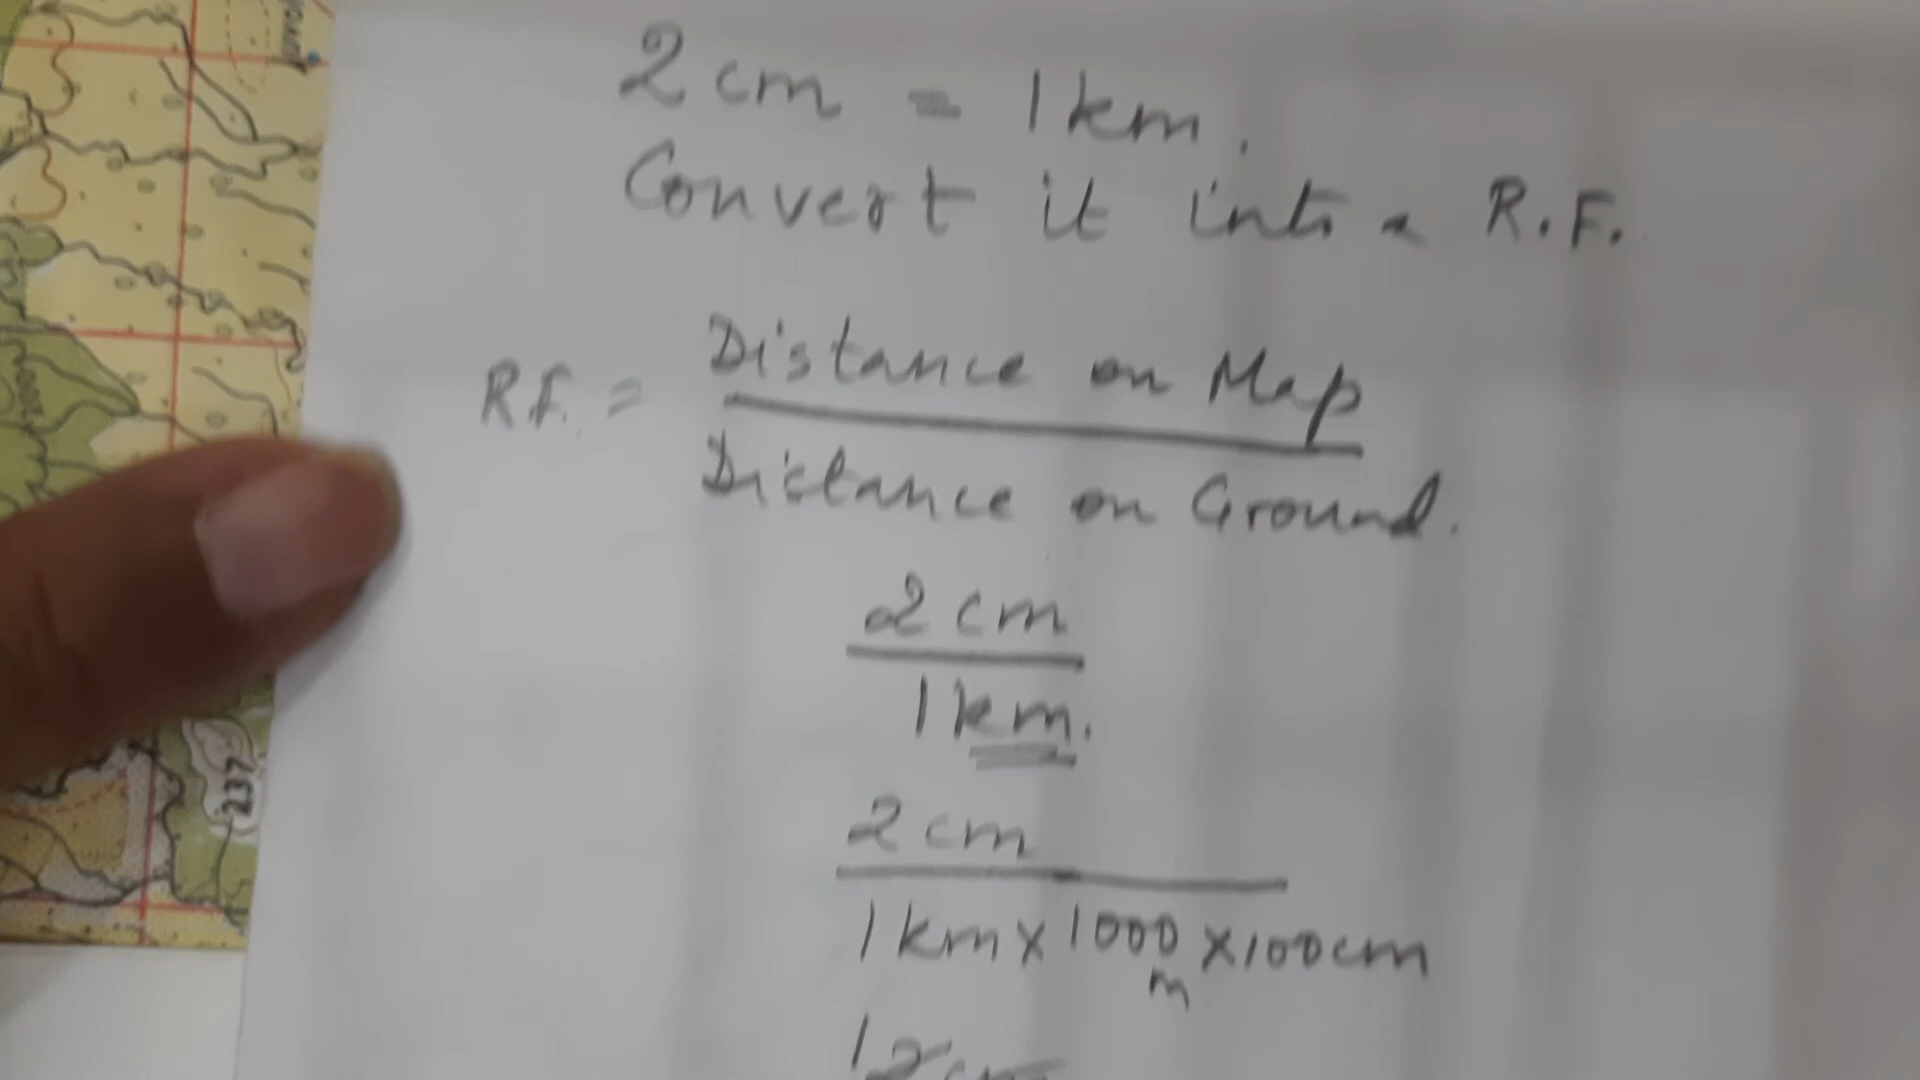 2 cm = 1 km.
Convert it into a R.F.
R.F. = Distance on Map
Distance on Ground.
2 cm
1 km.
2 cm
1 km x 1000 m x 100 cm
237